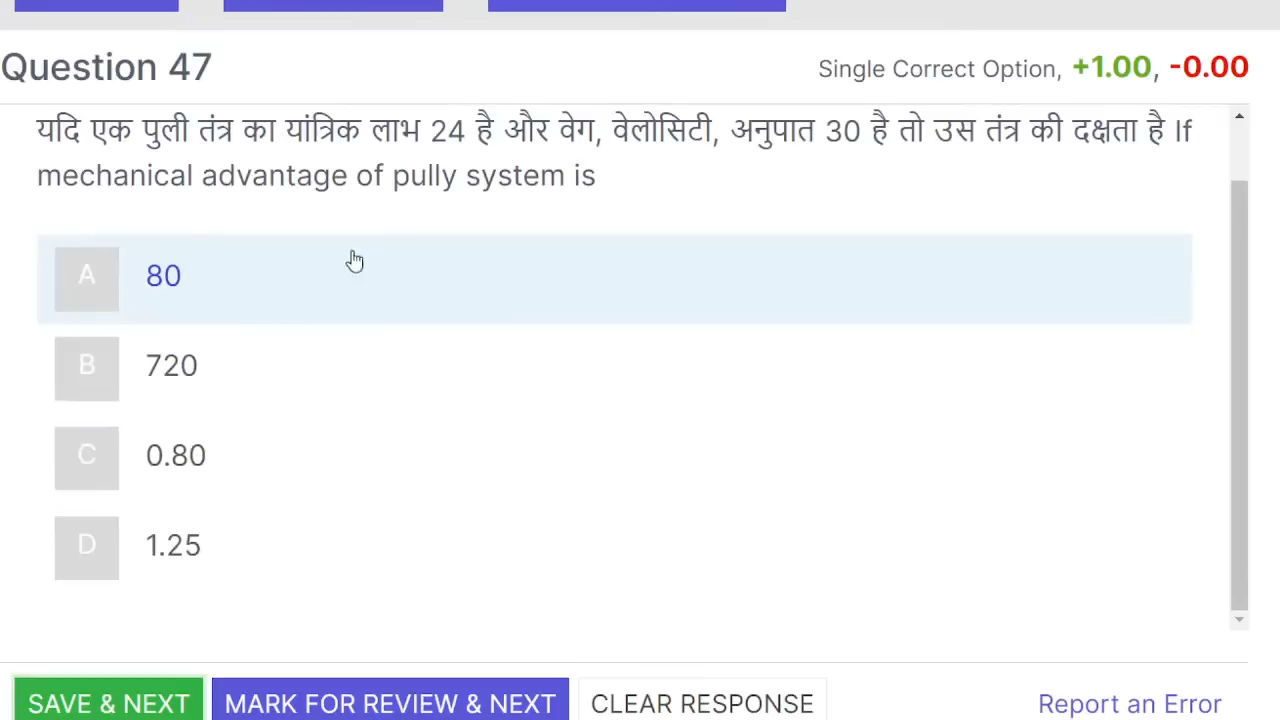 Question 47
Single Correct Option, +1.00, -0.00
यदि एक पुली तंत्र का यांत्रिक लाभ 24 है और वेग, वेलोसिटी, अनुपात 30 है तो उस तंत्र की दक्षता है If
mechanical advantage of pully system is
A 80
B 720
C 0.80
D 1.25
SAVE & NEXT MARK FOR REVIEW & NEXT CLEAR RESPONSE Report an Error